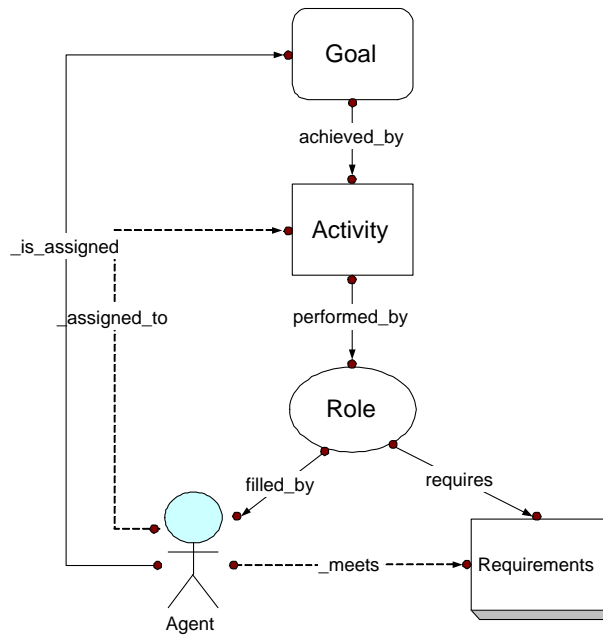 Goal
achieved_by
Activity
_is_assigned
_assigned_to
performed_by
Role
filled_by
requires
_meets
Requirements
Agent